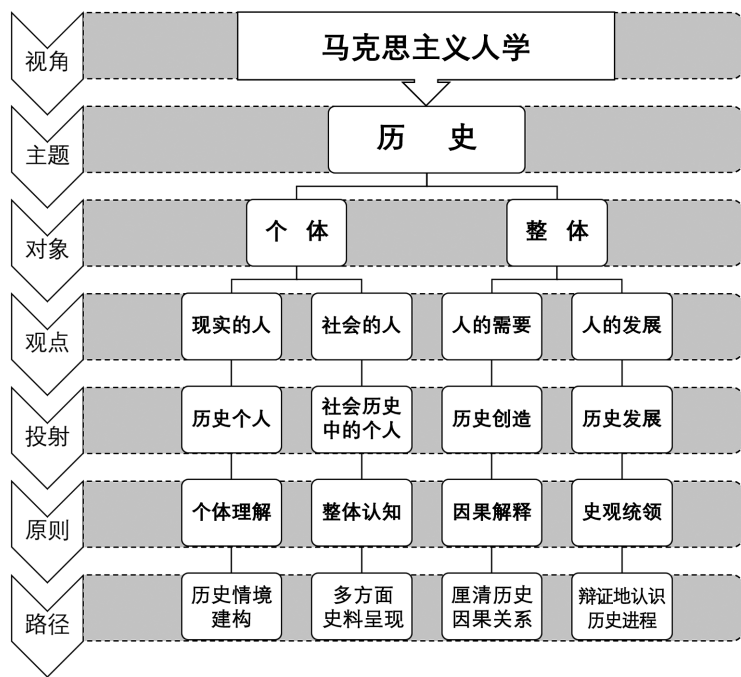 视角
马克思主义人学
主题
历 史
对象
个 体
整 体
观点
现实的人
社会的人
人的需要
人的发展
投射
历史个人
社会历史
中的个人
历史创造
历史发展
原则
个体理解
整体认知
因果解释
史观统领
路径
历史情境
建构
多方面
史料呈现
厘清历史
因果关系
辩证地认识
历史进程